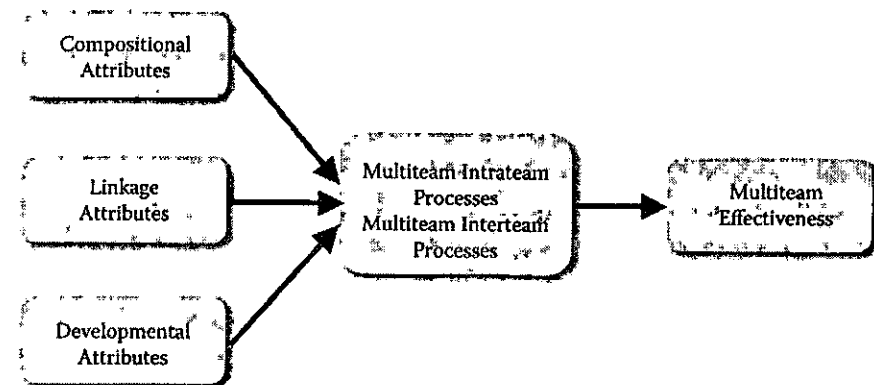 Compositional
Attributes
Linkage
Attributes
Developmental
Attributes
Multiteam Intrateam
Processes
Multiteam Interteam
Processes
Multiteam
Effectiveness